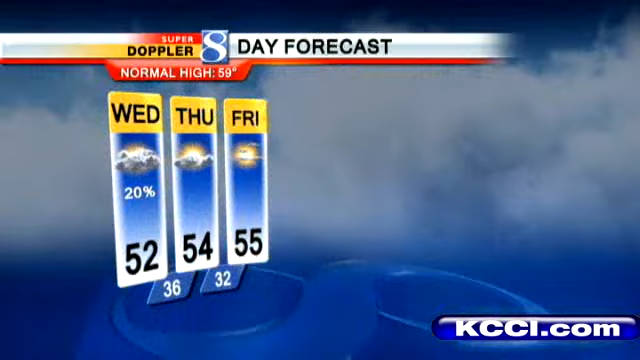 SUPER
DOPPLER 8 DAY FORECAST
NORMAL HIGH: 59°
WED THU FRI
20%
52 54 55
36 32
KCCI.com